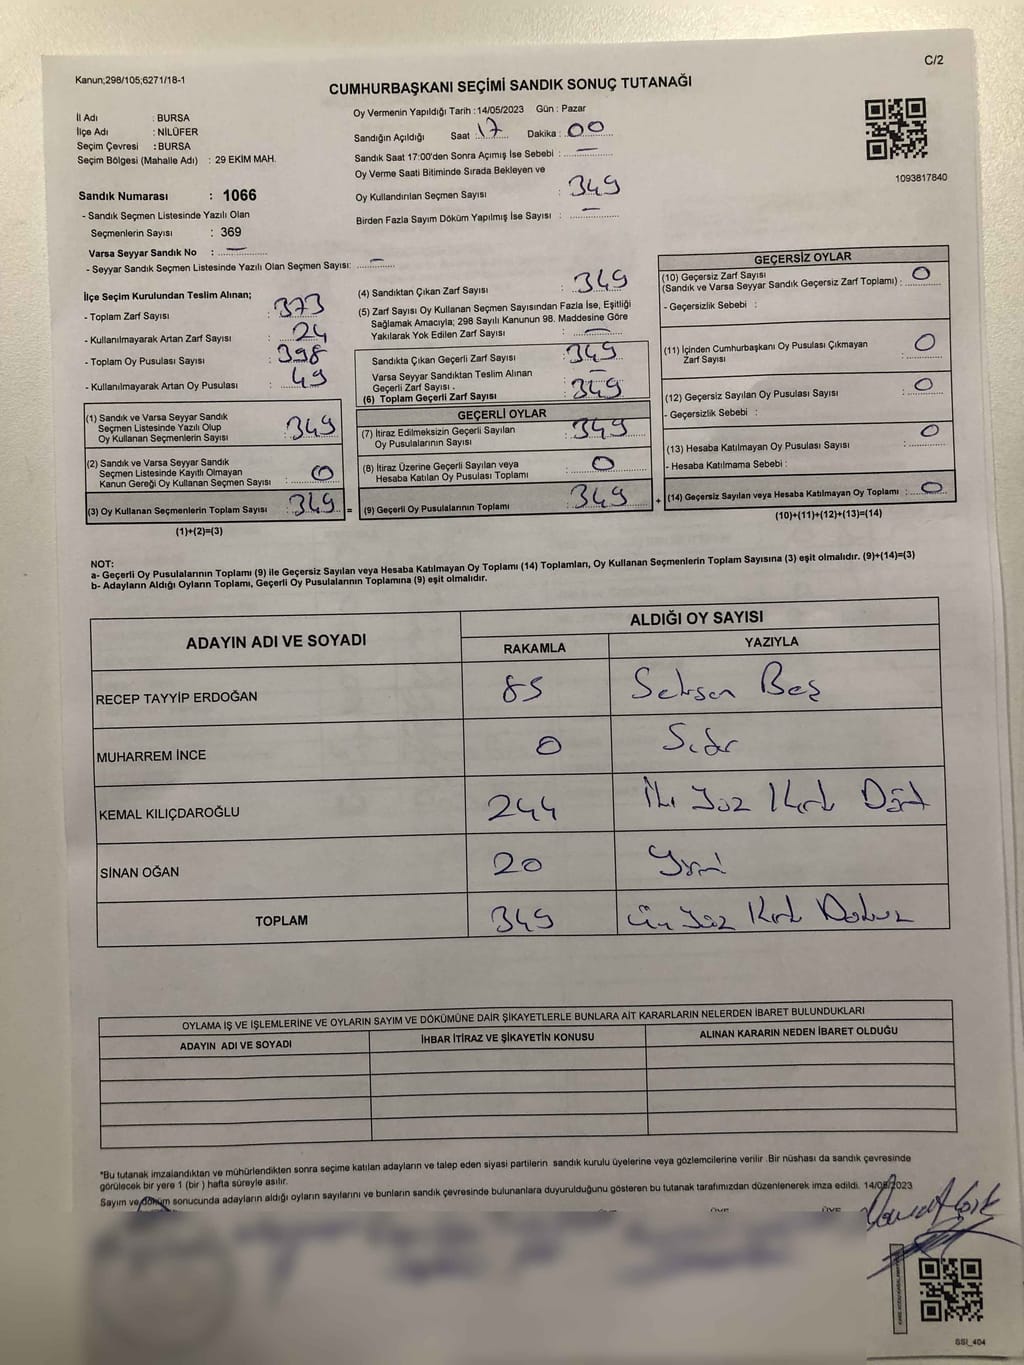 C/2
Kanun;298/105;6271/18-1
CUMHURBAŞKANI SEÇİMİ SANDIK SONUÇ TUTANAĞI
İl Adı : BURSA
İlçe Adı : NİLÜFER
Seçim Çevresi : BURSA
Seçim Bölgesi (Mahalle Adı) : 29 EKİM MAH.
Sandık Numarası : 1066
- Sandık Seçmen Listesinde Yazılı Olan
Seçmenlerin Sayısı : 369
Varsa Seyyar Sandık No : —
- Seyyar Sandık Seçmen Listesinde Yazılı Olan Seçmen Sayısı: —
Oy Vermenin Yapıldığı Tarih :14/05/2023 Gün : Pazar
Sandığın Açıldığı Saat : 17 Dakika : 00
Sandık Saat 17:00'den Sonra Açımış İse Sebebi : —
Oy Verme Saati Bitiminde Sırada Bekleyen ve
Oy Kullandırılan Seçmen Sayısı : 349
Birden Fazla Sayım Döküm Yapılmış İse Sayısı : —
1093817840
İlçe Seçim Kurulundan Teslim Alınan;
- Toplam Zarf Sayısı : 373
- Kullanılmayarak Artan Zarf Sayısı : 24
- Toplam Oy Pusulası Sayısı : 398
- Kullanılmayarak Artan Oy Pusulası : 49
(1) Sandık ve Varsa Seyyar Sandık
Seçmen Listesinde Yazılı Olup
Oy Kullanan Seçmenlerin Sayısı : 349
(2) Sandık ve Varsa Seyyar Sandık
Seçmen Listesinde Kayıtlı Olmayan
Kanun Gereği Oy Kullanan Seçmen Sayısı : 0
(3) Oy Kullanan Seçmenlerin Toplam Sayısı : 349 =
(1)+(2)=(3)
(4) Sandıktan Çıkan Zarf Sayısı : 349
(5) Zarf Sayısı Oy Kullanan Seçmen Sayısından Fazla İse, Eşitliği
Sağlamak Amacıyla; 298 Sayılı Kanunun 98. Maddesine Göre
Yakılarak Yok Edilen Zarf Sayısı : —
Sandıkta Çıkan Geçerli Zarf Sayısı : 349
Varsa Seyyar Sandıktan Teslim Alınan
Geçerli Zarf Sayısı . : —
(6) Toplam Geçerli Zarf Sayısı : 349
GEÇERLİ OYLAR
(7) İtiraz Edilmeksizin Geçerli Sayılan
Oy Pusulalarının Sayısı : 349
(8) İtiraz Üzerine Geçerli Sayılan veya
Hesaba Katılan Oy Pusulası Toplamı : 0
(9) Geçerli Oy Pusulalarının Toplamı : 349 +
GEÇERSİZ OYLAR
(10) Geçersiz Zarf Sayısı
(Sandık ve Varsa Seyyar Sandık Geçersiz Zarf Toplamı) : 0
- Geçersizlik Sebebi :
(11) İçinden Cumhurbaşkanı Oy Pusulası Çıkmayan
Zarf Sayısı : 0
(12) Geçersiz Sayılan Oy Pusulası Sayısı : 0
- Geçersizlik Sebebi :
(13) Hesaba Katılmayan Oy Pusulası Sayısı : 0
- Hesaba Katılmama Sebebi :
(14) Geçersiz Sayılan veya Hesaba Katılmayan Oy Toplamı : 0
(10)+(11)+(12)+(13)=(14)
NOT:
a- Geçerli Oy Pusulalarının Toplamı (9) ile Geçersiz Sayılan veya Hesaba Katılmayan Oy Toplamı (14) Toplamları, Oy Kullanan Seçmenlerin Toplam Sayısına (3) eşit olmalıdır. (9)+(14)=(3)
b- Adayların Aldığı Oyların Toplamı, Geçerli Oy Pusulalarının Toplamına (9) eşit olmalıdır.
ADAYIN ADI VE SOYADI
ALDIĞI OY SAYISI
RAKAMLA YAZIYLA
RECEP TAYYİP ERDOĞAN 85 Seksen Beş
MUHARREM İNCE 0 Sıfır
KEMAL KILIÇDAROĞLU 244 İki Yüz Kırk Dört
SİNAN OĞAN 20 Yirmi
TOPLAM 349 Üç Yüz Kırk Dokuz
OYLAMA İŞ VE İŞLEMLERİNE VE OYLARIN SAYIM VE DÖKÜMÜNE DAİR ŞİKAYETLERLE BUNLARA AİT KARARLARIN NELERDEN İBARET BULUNDUKLARI
ADAYIN ADI VE SOYADI İHBAR İTİRAZ VE ŞİKAYETİN KONUSU ALINAN KARARIN NEDEN İBARET OLDUĞU
*Bu tutanak imzalandıktan ve mühürlendikten sonra seçime katılan adayların ve talep eden siyasi partilerin sandık kurulu üyelerine veya gözlemcilerine verilir .Bir nüshası da sandık çevresinde
görülecek bir yere 1 (bir ) hafta süreyle asılır.
Sayım ve döküm sonucunda adayların aldığı oyların sayılarını ve bunların sandık çevresinde bulunanlara duyurulduğunu gösteren bu tutanak tarafımızdan düzenlenerek imza edildi. 14/05/2023
SSI_404